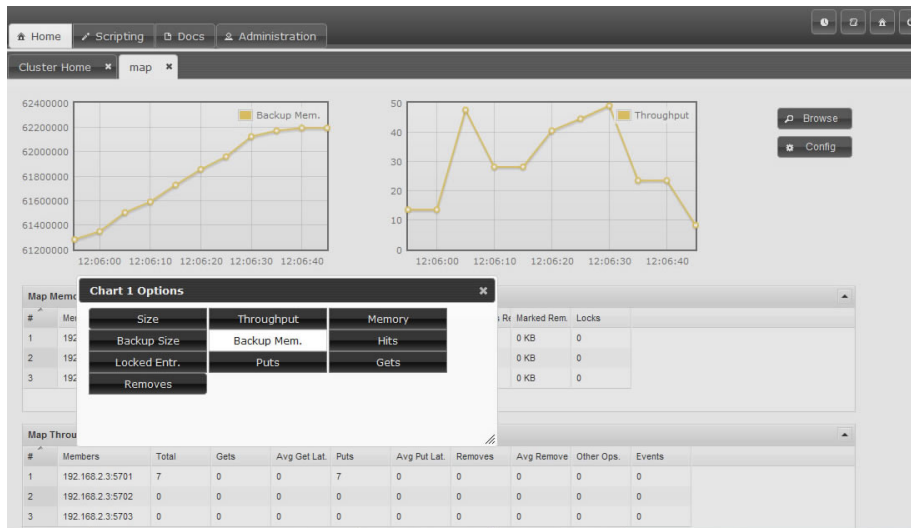 Home Scripting Docs Administration
Cluster Home map
62400000
62200000
62000000
61800000
61600000
61400000
61200000
Backup Mem.
12:06:00 12:06:10 12:06:20 12:06:30 12:06:40
50
40
30
20
10
0
Throughput
12:06:00 12:06:10 12:06:20 12:06:30 12:06:40
Browse
Config
Chart 1 Options
Size Throughput Memory
Backup Size Backup Mem. Hits
Locked Entr. Puts Gets
Removes
Map Memo
# Marked Rem. Locks
1 192 0 KB 0
2 192 0 KB 0
3 192 0 KB 0
Map Throu
# Members Total Gets Avg Get Lat. Puts Avg Put Lat. Removes Avg Remove Other Ops. Events
1 192.168.2.3:5701 7 0 0 7 0 0 0 0 0
2 192.168.2.3:5702 0 0 0 0 0 0 0 0 0
3 192.168.2.3:5703 0 0 0 0 0 0 0 0 0